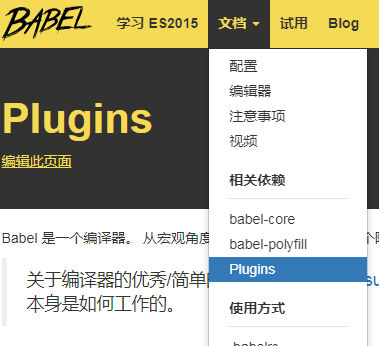 BABEL 学习 ES2015 文档 试用 Blog
Plugins
编辑此页面
配置
编辑器
注意事项
视频
相关依赖
babel-core
babel-polyfill
Plugins
使用方式
Babel 是一个编译器。 从宏观角度
关于编译器的优秀/简单
本身是如何工作的。